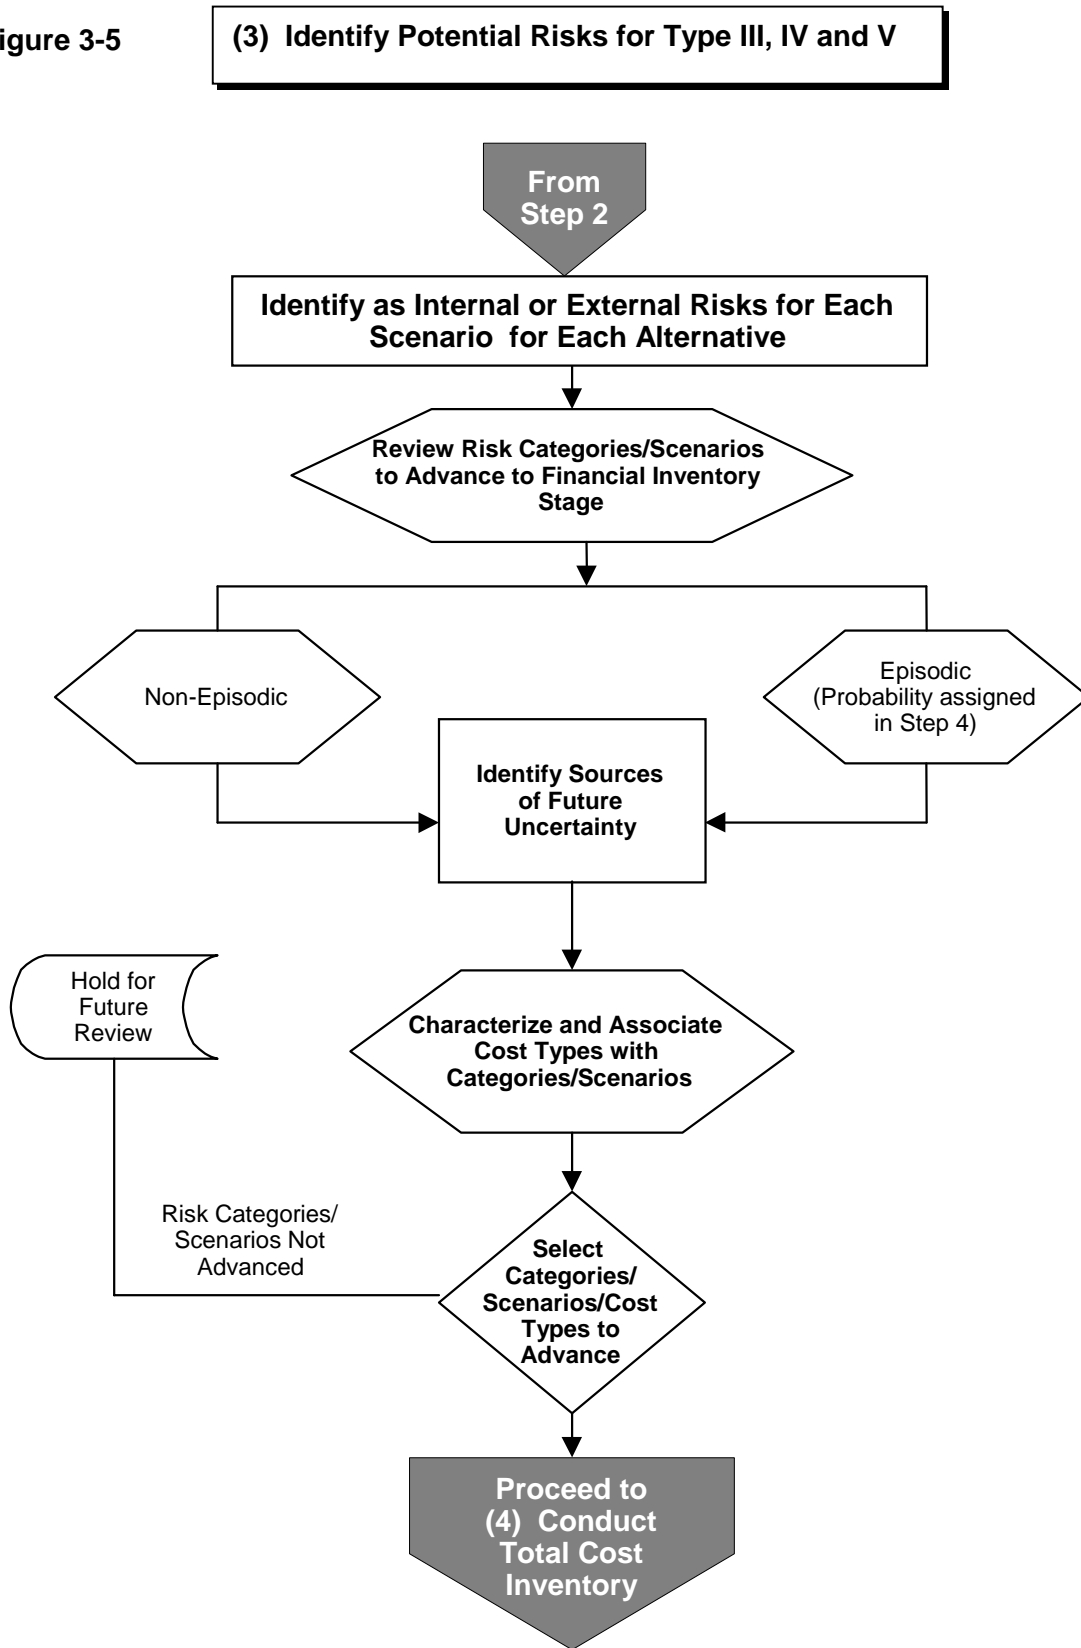 igure 3-5
(3) Identify Potential Risks for Type III, IV and V
From
Step 2
Identify as Internal or External Risks for Each
Scenario for Each Alternative
Review Risk Categories/Scenarios
to Advance to Financial Inventory
Stage
Non-Episodic
Episodic
(Probability assigned
in Step 4)
Identify Sources
of Future
Uncertainty
Hold for
Future
Review
Characterize and Associate
Cost Types with
Categories/Scenarios
Risk Categories/
Scenarios Not
Advanced
Select
Categories/
Scenarios/Cost
Types to
Advance
Proceed to
(4) Conduct
Total Cost
Inventory